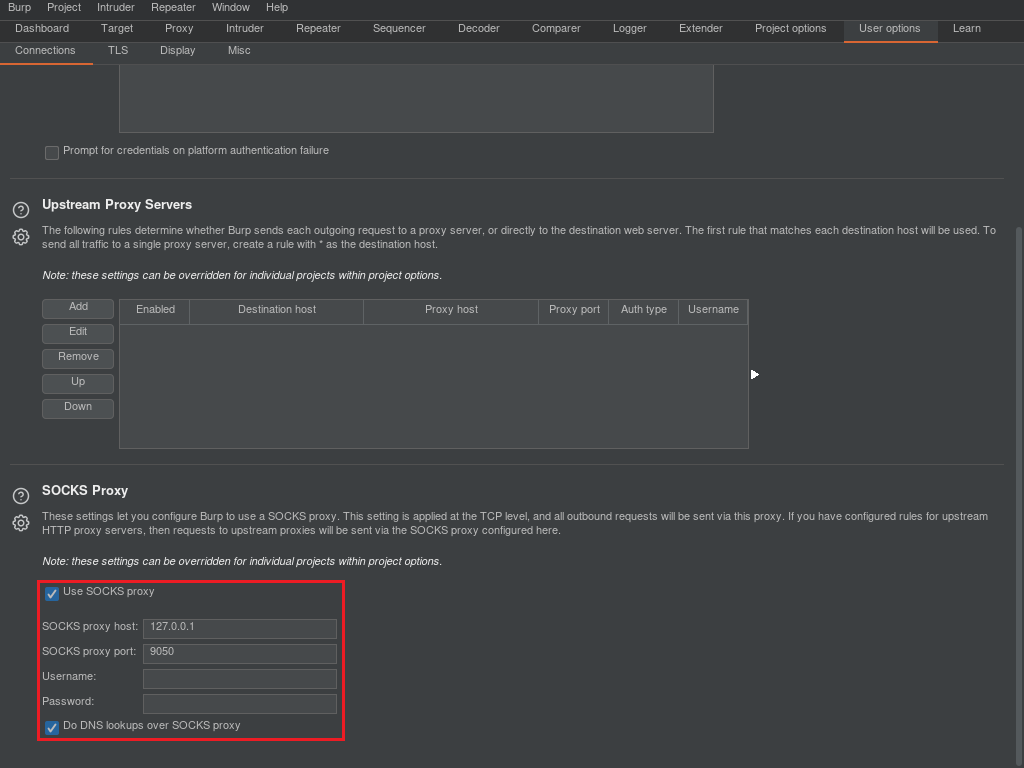 Burp Project Intruder Repeater Window Help
Dashboard Target Proxy Intruder Repeater Sequencer Decoder Comparer Logger Extender Project options User options Learn
Connections TLS Display Misc
Prompt for credentials on platform authentication failure
Upstream Proxy Servers
The following rules determine whether Burp sends each outgoing request to a proxy server, or directly to the destination web server. The first rule that matches each destination host will be used. To
send all traffic to a single proxy server, create a rule with * as the destination host.
Note: these settings can be overridden for individual projects within project options.
Add
Edit
Remove
Up
Down
Enabled Destination host Proxy host Proxy port Auth type Username
SOCKS Proxy
These settings let you configure Burp to use a SOCKS proxy. This setting is applied at the TCP level, and all outbound requests will be sent via this proxy. If you have configured rules for upstream
HTTP proxy servers, then requests to upstream proxies will be sent via the SOCKS proxy configured here.
Note: these settings can be overridden for individual projects within project options.
Use SOCKS proxy
SOCKS proxy host: 127.0.0.1
SOCKS proxy port: 9050
Username:
Password:
Do DNS lookups over SOCKS proxy